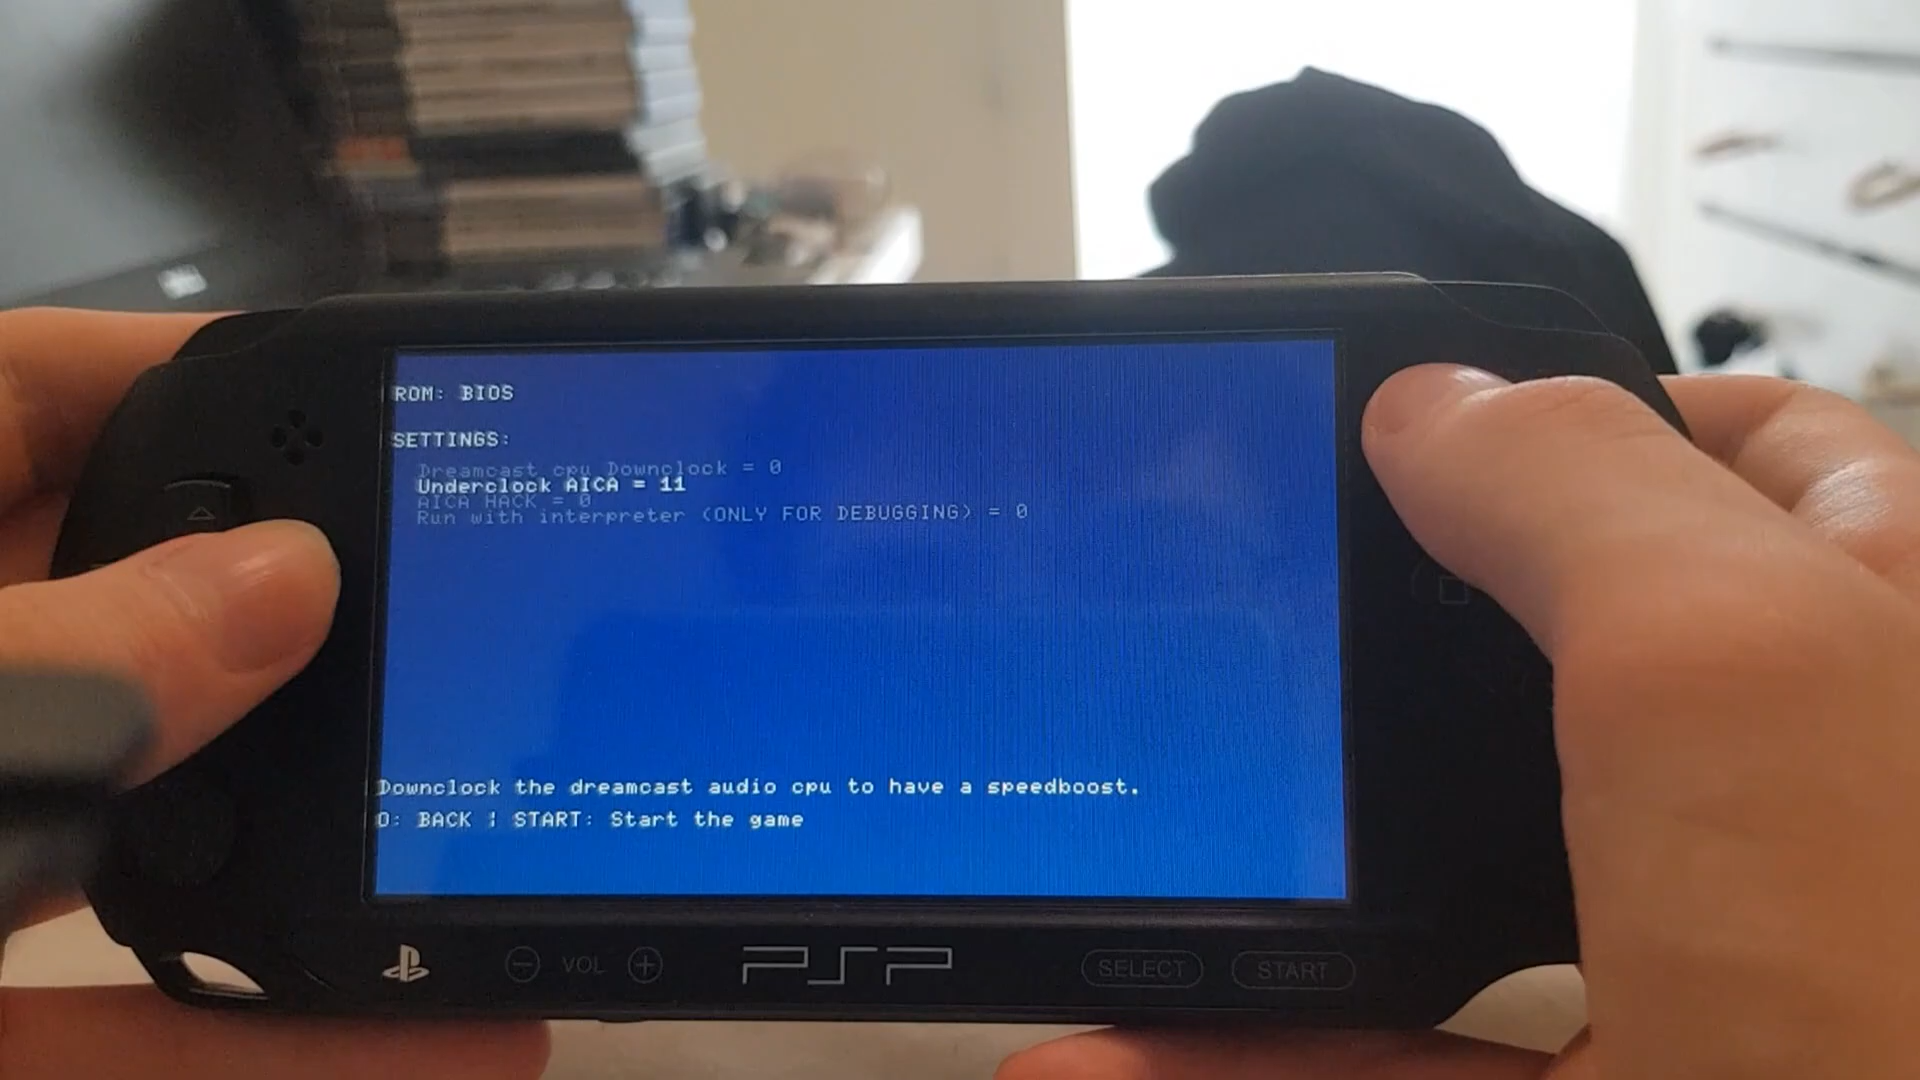 ROM: BIOS
SETTINGS:
Dreamcast cpu Downclock = 0
Underclock AICA = 11
AICA HACK = 0
Run with interpreter (ONLY FOR DEBUGGING) = 0
Downclock the dreamcast audio cpu to have a speedboost.
O: BACK ¦ START: Start the game
VOL
PSP
SELECT
START